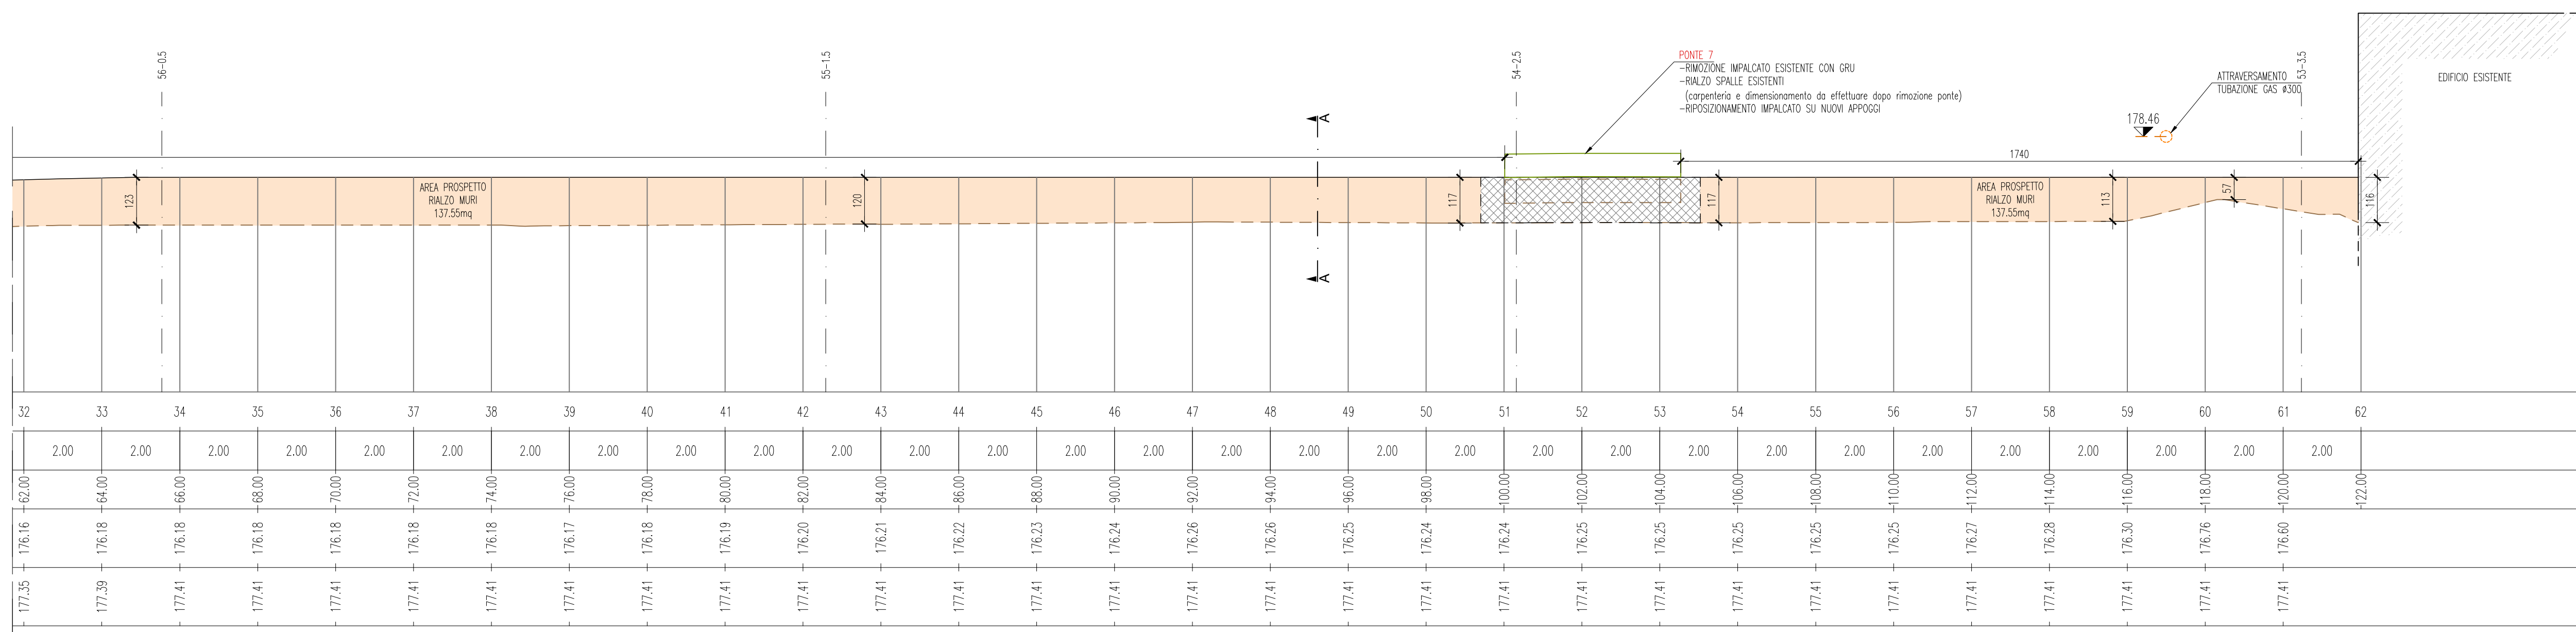 56-0.5
55-1.5
54-2.5
53-3.5
PONTE 7
-RIMOZIONE IMPALCATO ESISTENTE CON GRU
-RIALZO SPALLE ESISTENTI
(carpenteria e dimensionamento da effettuare dopo rimozione ponte)
-RIPOSIZIONAMENTO IMPALCATO SU NUOVI APPOGGI
ATTRAVERSAMENTO
TUBAZIONE GAS ø300
EDIFICIO ESISTENTE
178.46
A
1740
AREA PROSPETTO
RIALZO MURI
137.55mq
123
120
117
117
AREA PROSPETTO
RIALZO MURI
137.55mq
113
57
116
A
32 33 34 35 36 37 38 39 40 41 42 43 44 45 46 47 48 49 50 51 52 53 54 55 56 57 58 59 60 61 62
2.00 2.00 2.00 2.00 2.00 2.00 2.00 2.00 2.00 2.00 2.00 2.00 2.00 2.00 2.00 2.00 2.00 2.00 2.00 2.00 2.00 2.00 2.00 2.00 2.00 2.00 2.00 2.00 2.00 2.00
62.00 64.00 66.00 68.00 70.00 72.00 74.00 76.00 78.00 80.00 82.00 84.00 86.00 88.00 90.00 92.00 94.00 96.00 98.00 100.00 102.00 104.00 106.00 108.00 110.00 112.00 114.00 116.00 118.00 120.00 122.00
176.16 176.18 176.18 176.18 176.18 176.18 176.18 176.17 176.18 176.19 176.20 176.21 176.22 176.23 176.24 176.26 176.26 176.25 176.24 176.24 176.25 176.25 176.25 176.25 176.25 176.27 176.28 176.30 176.76 176.60
177.35 177.39 177.41 177.41 177.41 177.41 177.41 177.41 177.41 177.41 177.41 177.41 177.41 177.41 177.41 177.41 177.41 177.41 177.41 177.41 177.41 177.41 177.41 177.41 177.41 177.41 177.41 177.41 177.41 177.41